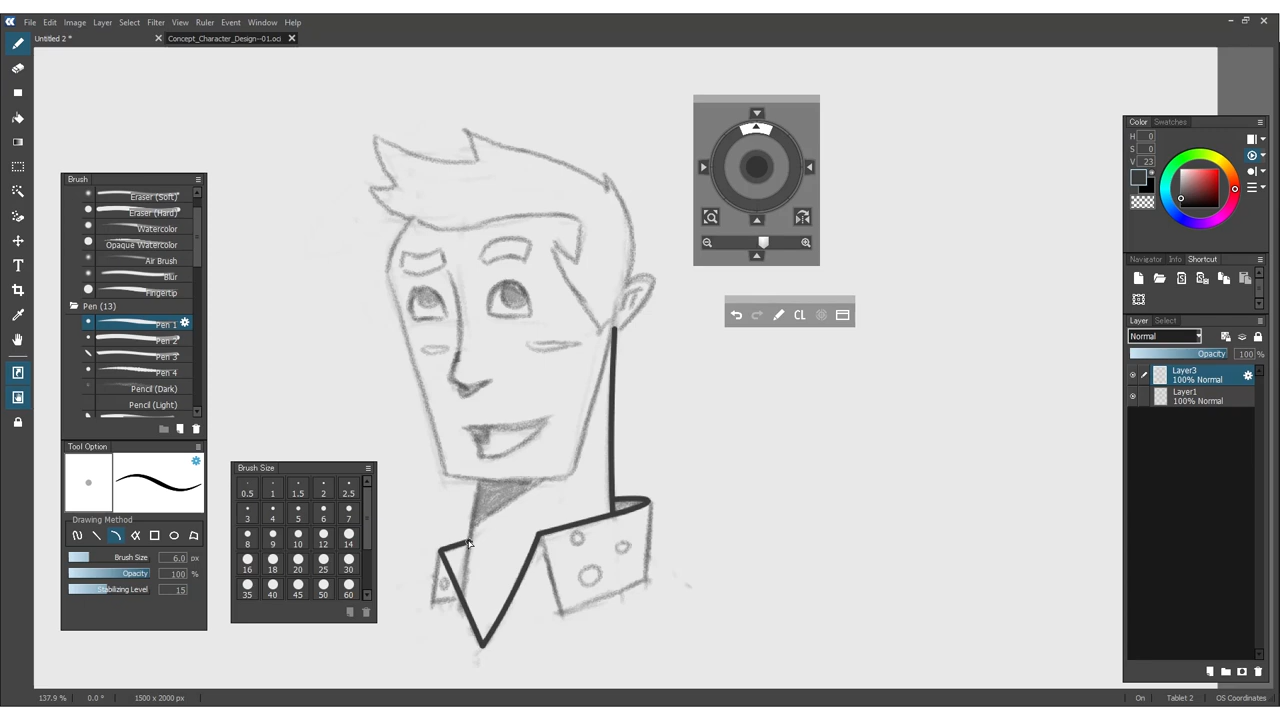 File Edit Image Layer Select Filter View Ruler Event Window Help
Untitled 2 *
Concept_Character_Design--01.oci
Brush
Eraser (Soft)
Eraser (Hard)
Watercolor
Opaque Watercolor
Air Brush
Blur
Fingertip
Pen (13)
Pen 1
Pen 2
Pen 3
Pen 4
Pencil (Dark)
Pencil (Light)
Tool Option
Drawing Method
Brush Size 6.0 px
Opacity 100 %
Stabilizing Level 15
Brush Size
0.5 1 1.5 2 2.5
3 4 5 6 7
8 9 10 12 14
16 18 20 25 30
35 40 45 50 60
CL
Color Swatches
H 0
S 0
V 23
Navigator Info Shortcut
Layer Select
Normal
Opacity 100 %
Layer3
100% Normal
Layer1
100% Normal
137.9 % 0.0 ° 1500 x 2000 px
On Tablet 2 OS Coordinates